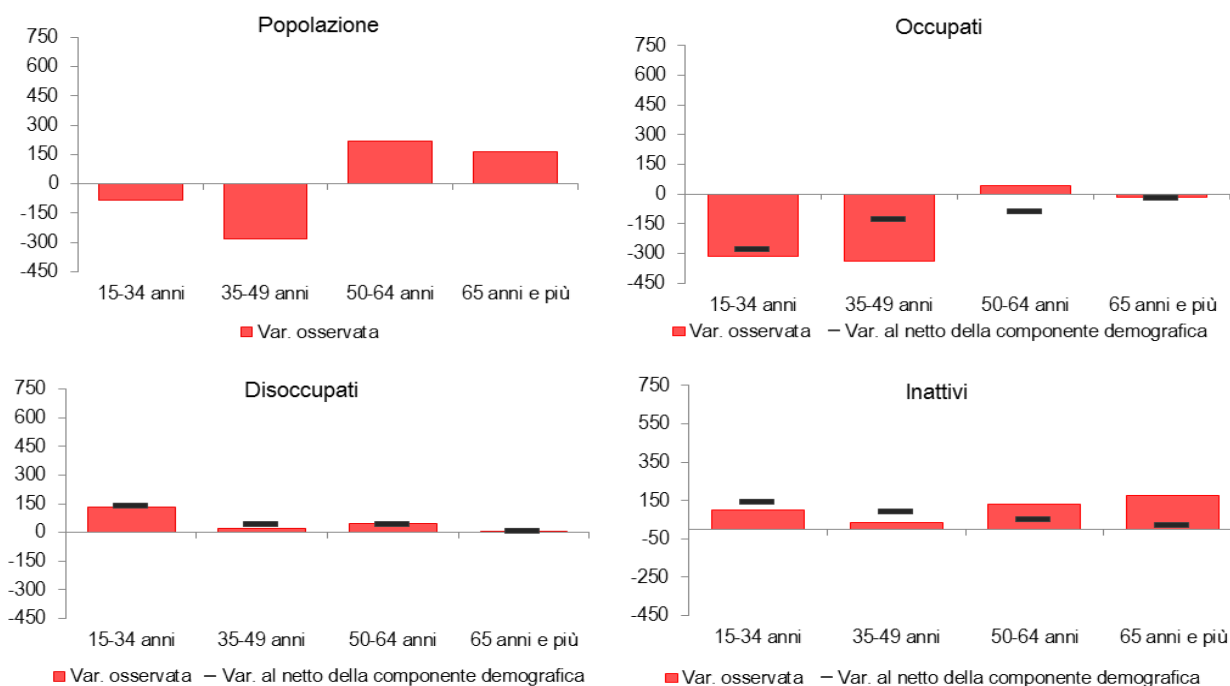 Popolazione
750
600
450
300
150
0
-150
-300
-450
15-34 anni 35-49 anni 50-64 anni 65 anni e più
Var. osservata
Occupati
750
600
450
300
150
0
-150
-300
-450
15-34 anni 35-49 anni 50-64 anni 65 anni e più
Var. osservata Var. al netto della componente demografica
Disoccupati
750
600
450
300
150
0
-150
-300
-450
15-34 anni 35-49 anni 50-64 anni 65 anni e più
Var. osservata Var. al netto della componente demografica
Inattivi
750
550
350
150
-50
-250
-450
15-34 anni 35-49 anni 50-64 anni 65 anni e più
Var. osservata Var. al netto della componente demografica